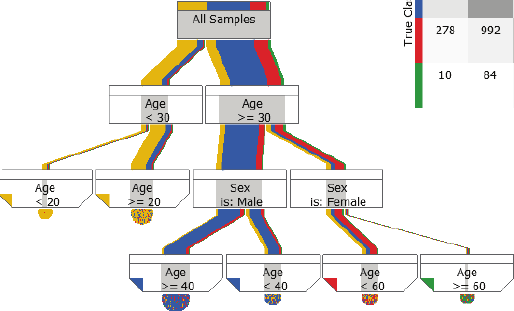 All Samples
True Cla
278 992
10 84
Age
< 30
Age
>= 30
Age
< 20
Age
>= 20
Sex
is: Male
Sex
is: Female
Age
>= 40
Age
< 40
Age
< 60
Age
>= 60